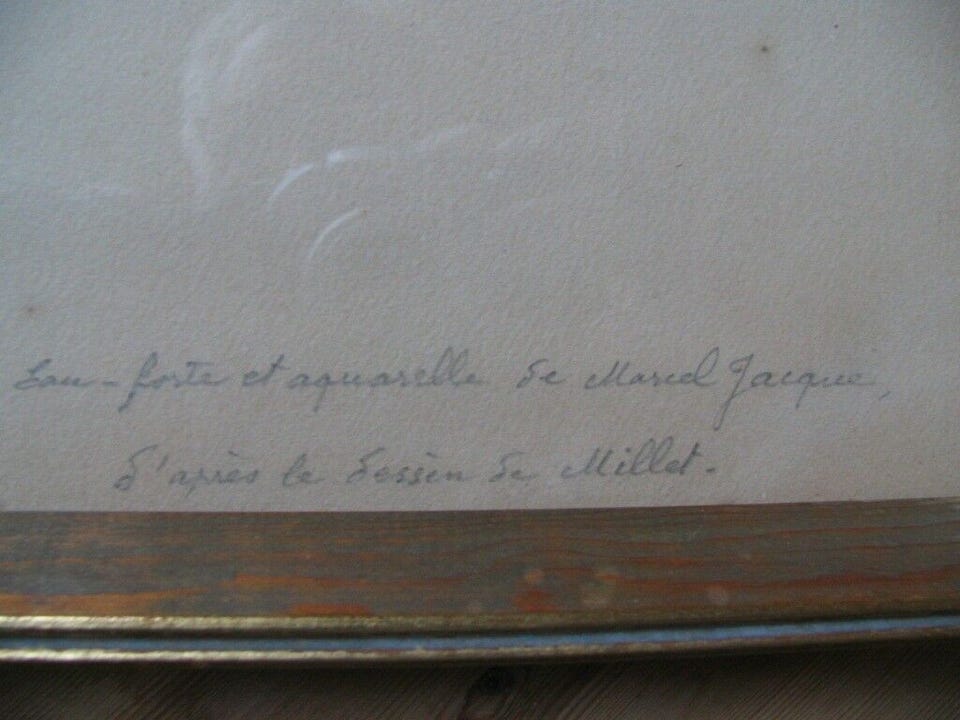 Eau-forte et aquarelle de Marcel Jacque,
d'après le dessin de Millet.